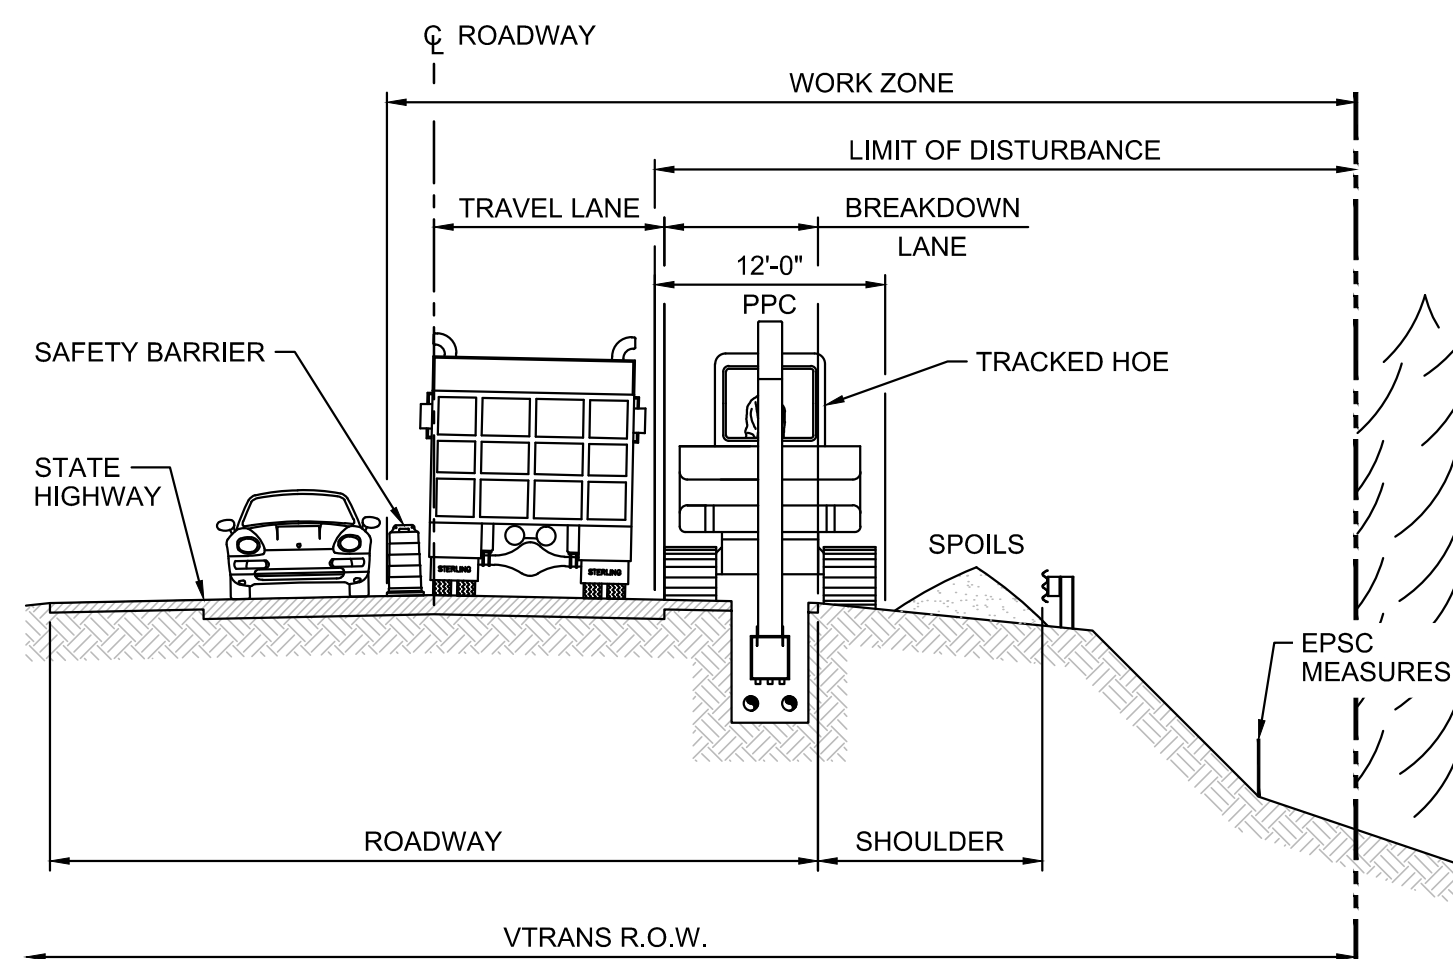 ℄ ROADWAY
WORK ZONE
LIMIT OF DISTURBANCE
TRAVEL LANE
BREAKDOWN
LANE
12'-0"
PPC
SAFETY BARRIER
TRACKED HOE
STATE
HIGHWAY
SPOILS
STERLING
STERLING
EPSC
MEASURES
ROADWAY
SHOULDER
VTRANS R.O.W.